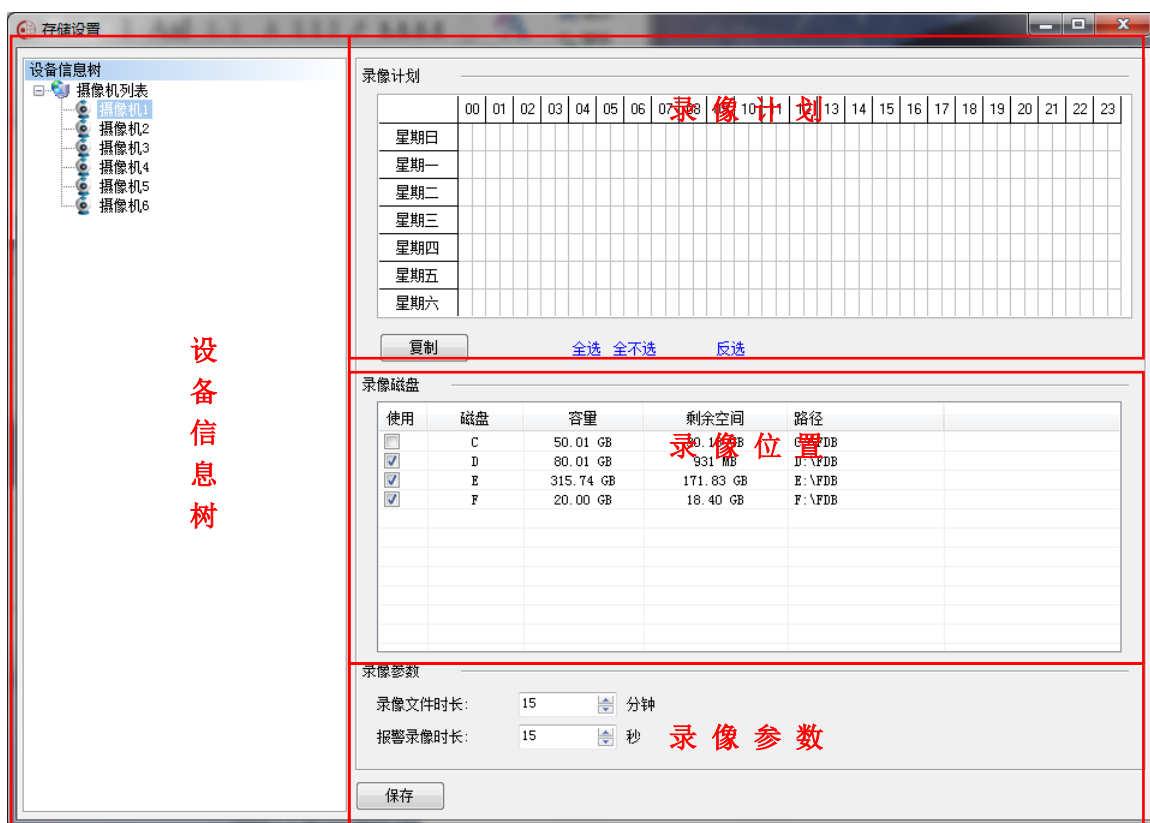 存储设置
设备信息树
摄像机列表
摄像机1
摄像机2
摄像机3
摄像机4
摄像机5
摄像机6
设备信息树
录像计划
录像计划
00 01 02 03 04 05 06 07 08 10 13 14 15 16 17 18 19 20 21 22 23
星期日
星期一
星期二
星期三
星期四
星期五
星期六
复制 全选 全不选 反选
录像磁盘
使用 磁盘 容量 剩余空间 路径
录像位置
C 50.01 GB
D 80.01 GB 931 MB D:\FDB
E 315.74 GB 171.83 GB E:\FDB
F 20.00 GB 18.40 GB F:\FDB
录像参数
录像文件时长: 15 分钟
报警录像时长: 15 秒
录像参数
保存